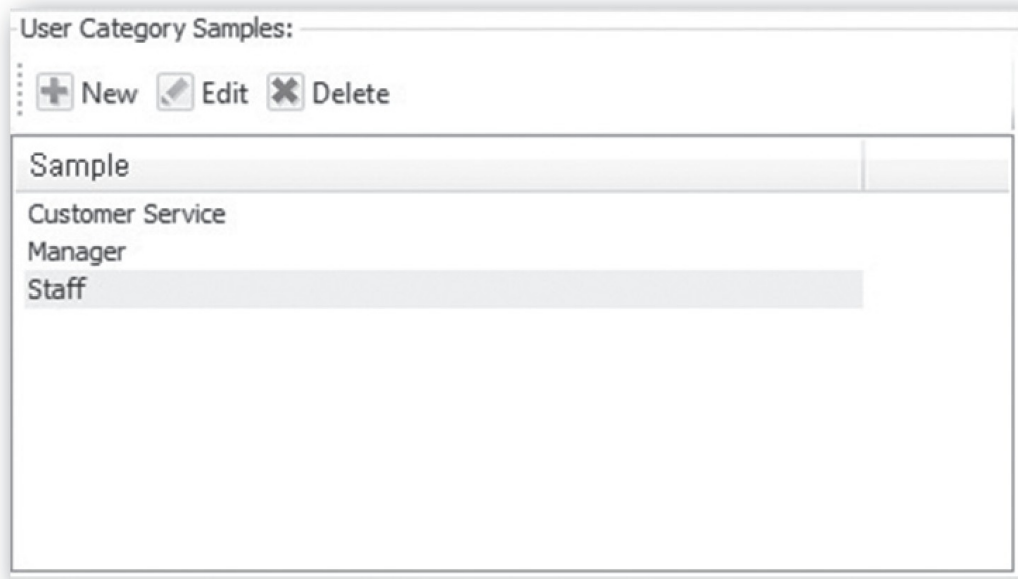 User Category Samples:
New Edit Delete
Sample
Customer Service
Manager
Staff